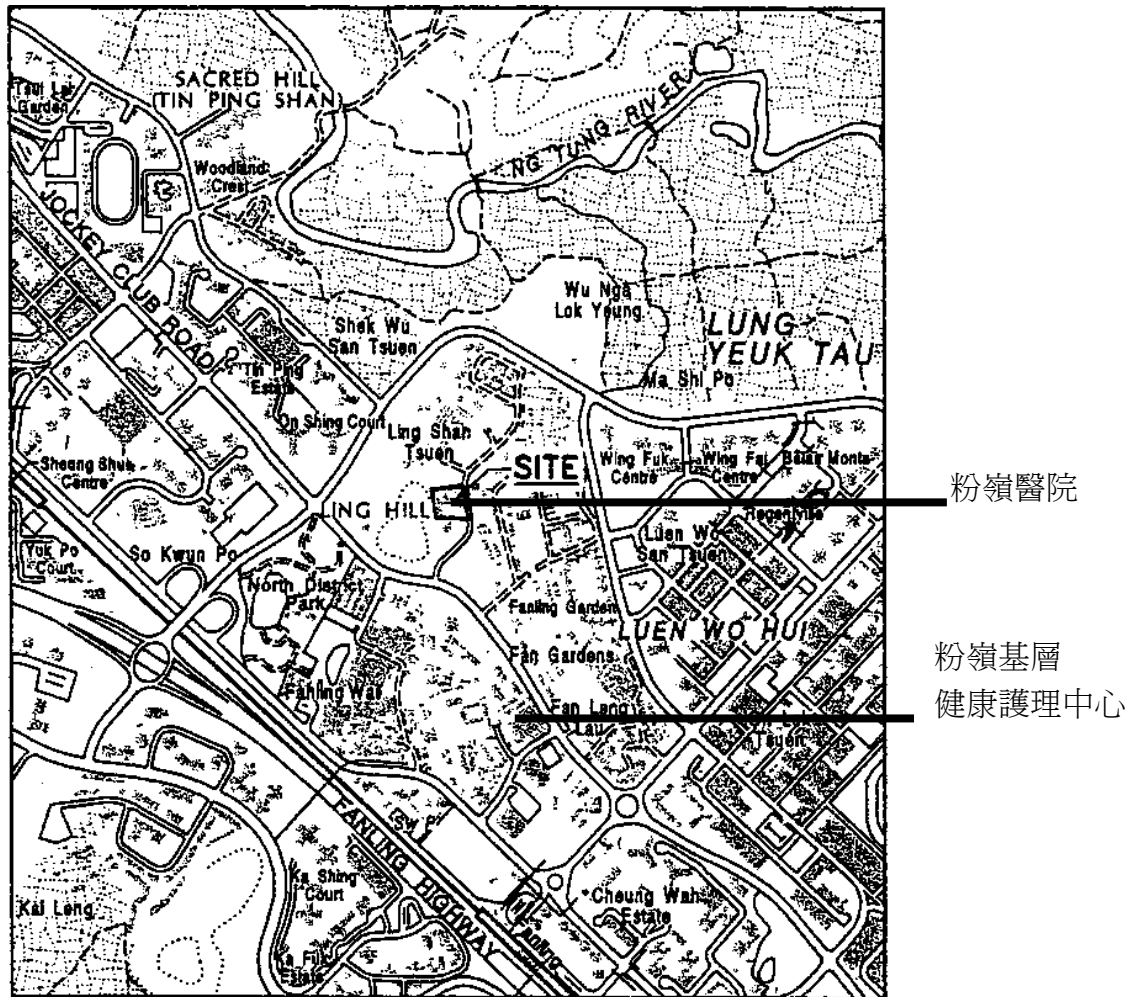 SACRED HILL
(TIN PING SHAN)
Tsui Lai
Garden
Woodland
Crest
NG TUNG RIVER
JOCKEY CLUB ROAD
Wu Nga
Lok Yeung
Shek Wu
San Tsuen
LUNG
YEUK TAU
Tin Ping
Estate
Ma Shi Po
On Shing Court
Ling Shan
Tsuen
Sheung Shui
Centre
SITE
Wing Fuk
Centre
Wing Fai
Centre
Belair Monte
粉嶺醫院
LING HILL
Regentville
Luen Wo
San Tsuen
Yuk Po
Court
So Kwun Po
North District
Park
Fanling Garden
LUEN WO HUI
Fan Gardens
粉嶺基層
健康護理中心
Fanling Wai
Fan Leng
Lau
Tsuen
FANLING HIGHWAY
Ka Shing
Court
Kai Leng
Cheung Wah
Estate
Fanling
Ka Fuk
Estate